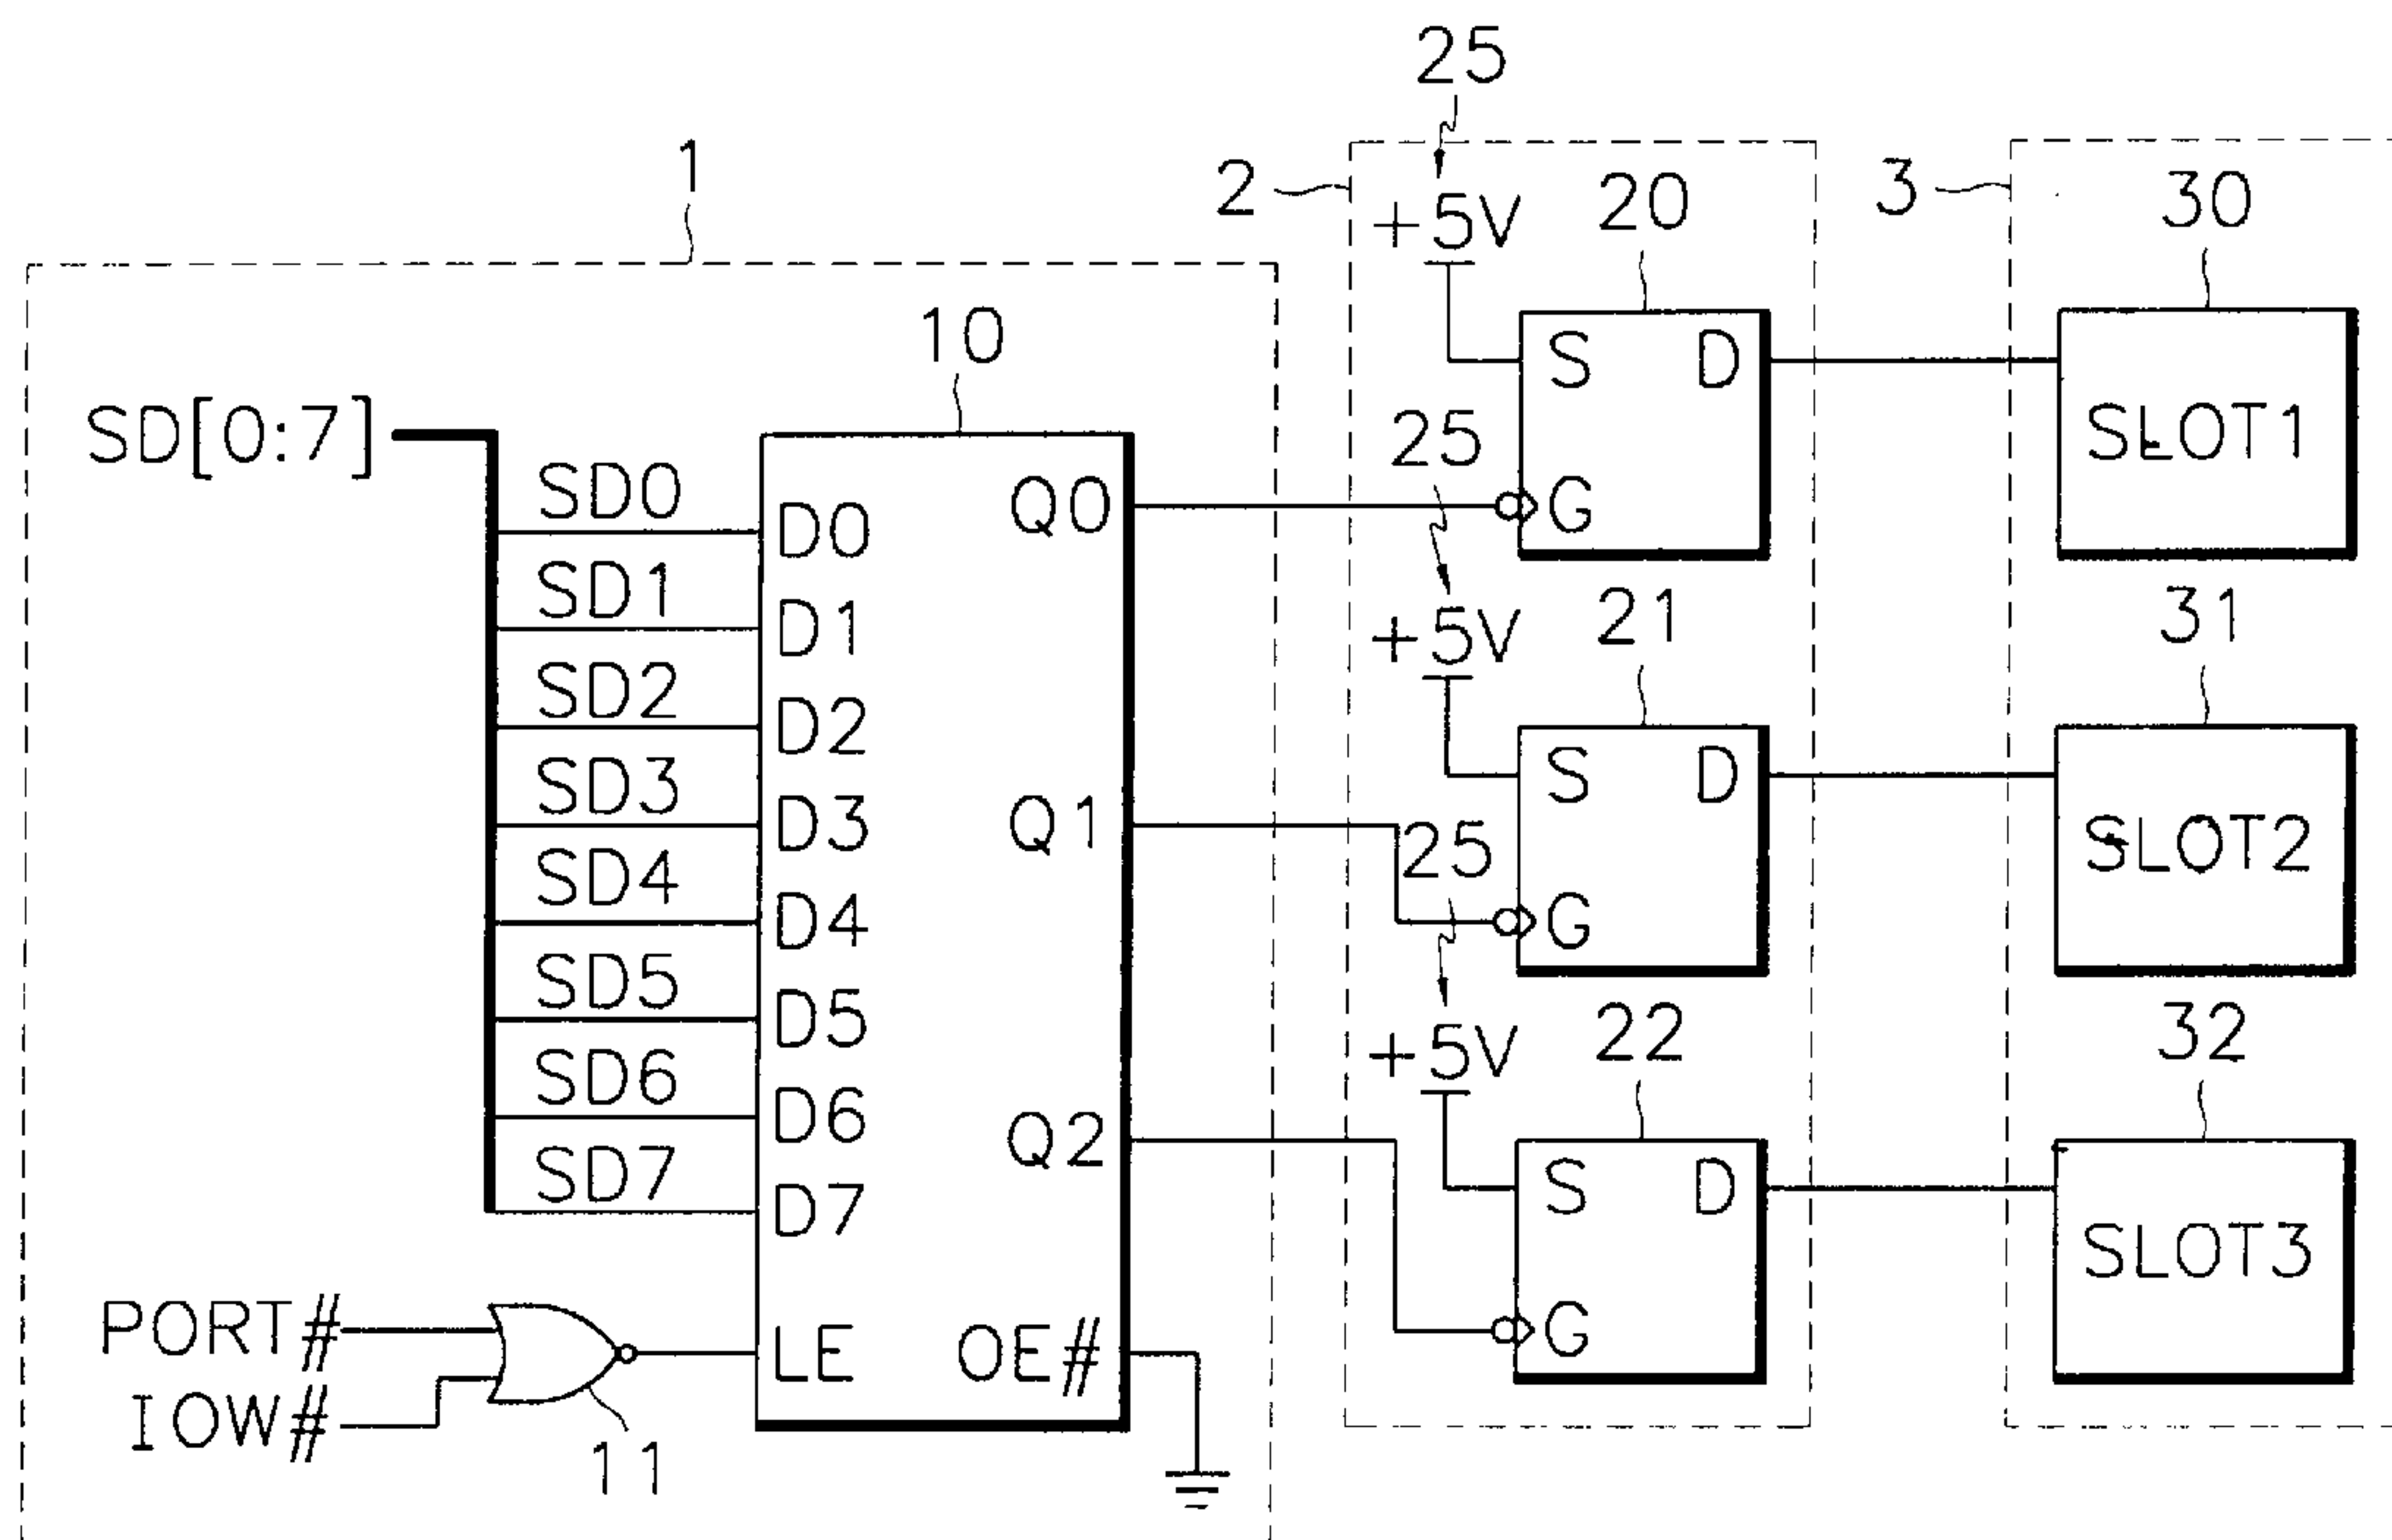 25
1
2
+5V
20
3
30
10
S D
SD[0:7]
25
SLOT1
SD0
D0
Q0
G
SD1
D1
+5V
21
31
SD2
D2
S D
SD3
D3
Q1
25
SLOT2
SD4
D4
G
SD5
D5
+5V
22
32
SD6
D6
Q2
SD7
D7
S D
SLOT3
PORT#
LE
OE#
G
IOW#
11